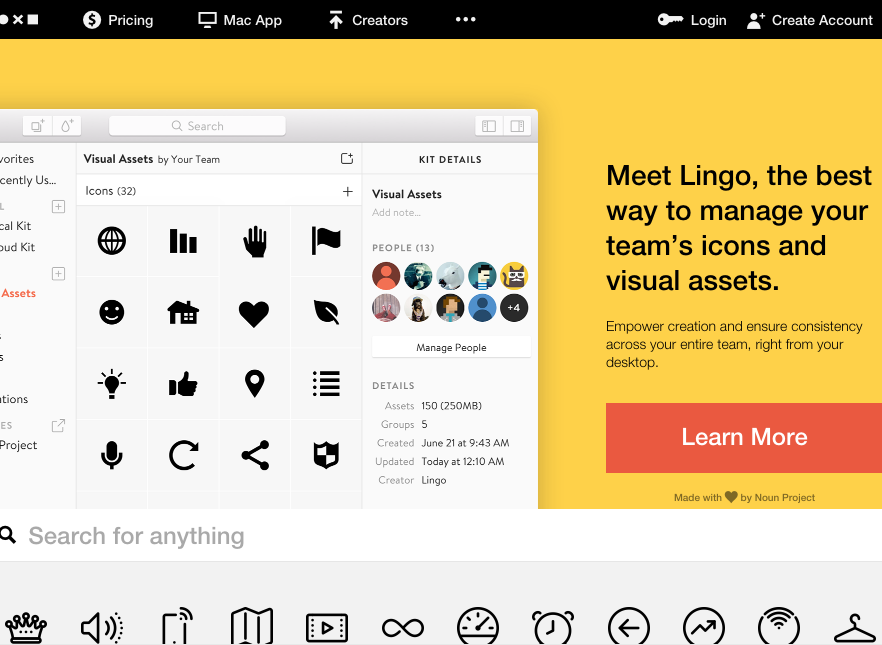 Pricing
Mac App
Creators
Login
Create Account
Search
vorites
cently Us...
L
cal Kit
oud Kit
Assets
s
s
ations
ES
Project
Visual Assets by Your Team
Icons (32)
KIT DETAILS
Visual Assets
Add note...
PEOPLE (13)
+4
Manage People
DETAILS
Assets 150 (250MB)
Groups 5
Created June 21 at 9:43 AM
Updated Today at 12:10 AM
Creator Lingo
Meet Lingo, the best
way to manage your
team's icons and
visual assets.
Empower creation and ensure consistency
across your entire team, right from your
desktop.
Learn More
Made with by Noun Project
Search for anything